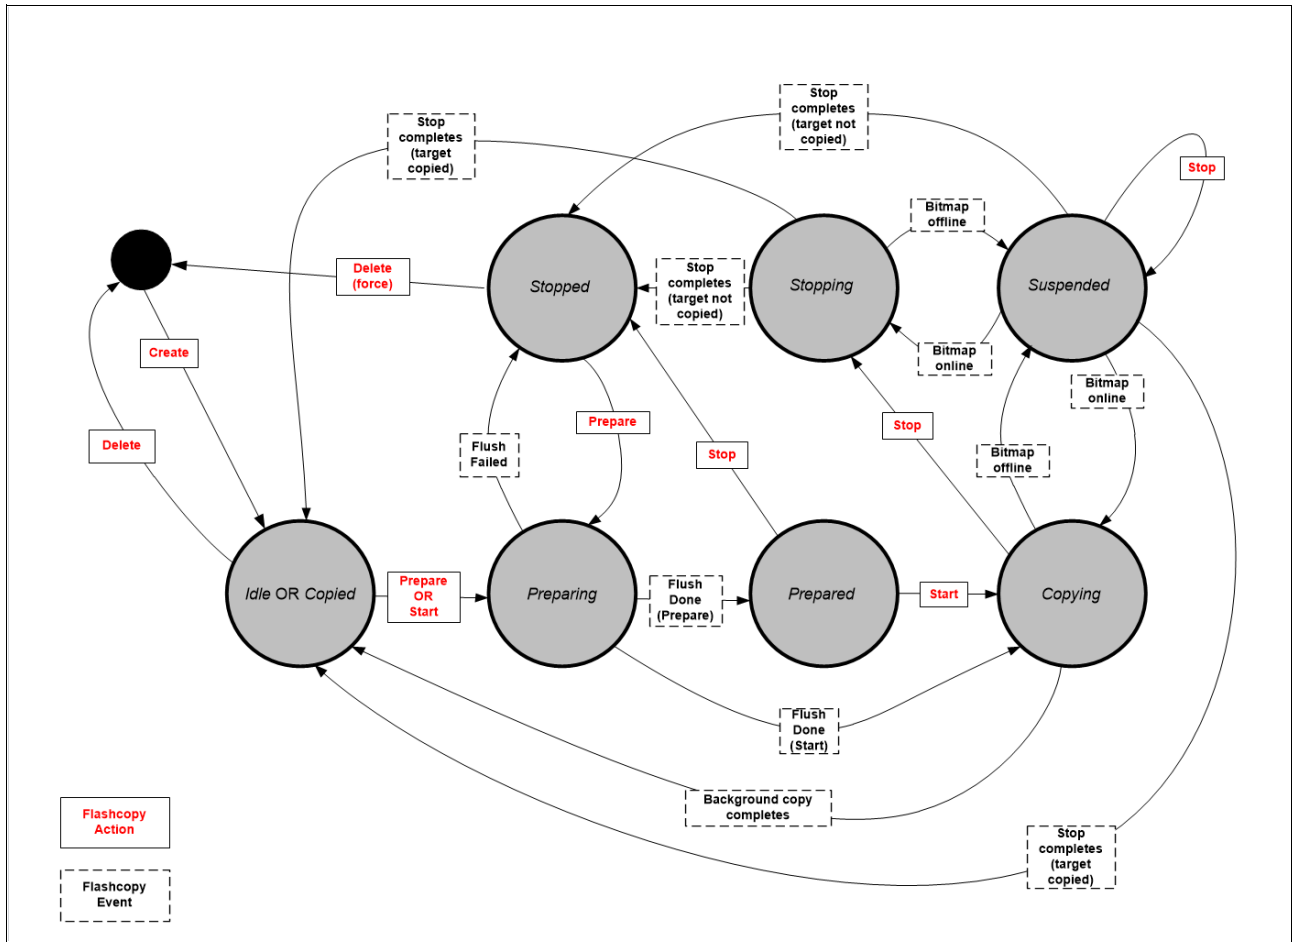 Stop
completes
(target not
copied)
Stop
completes
(target
copied)
Stop
Bitmap
offline
Delete
(force)
Stopped
Stop
completes
(target not
copied)
Stopping
Suspended
Create
Bitmap
online
Bitmap
online
Delete
Flush
Failed
Prepare
Stop
Stop
Bitmap
offline
Idle OR Copied
Prepare
OR
Start
Preparing
Flush
Done
(Prepare)
Prepared
Start
Copying
Flush
Done
(Start)
Background copy
completes
Flashcopy
Action
Stop
completes
(target
copied)
Flashcopy
Event